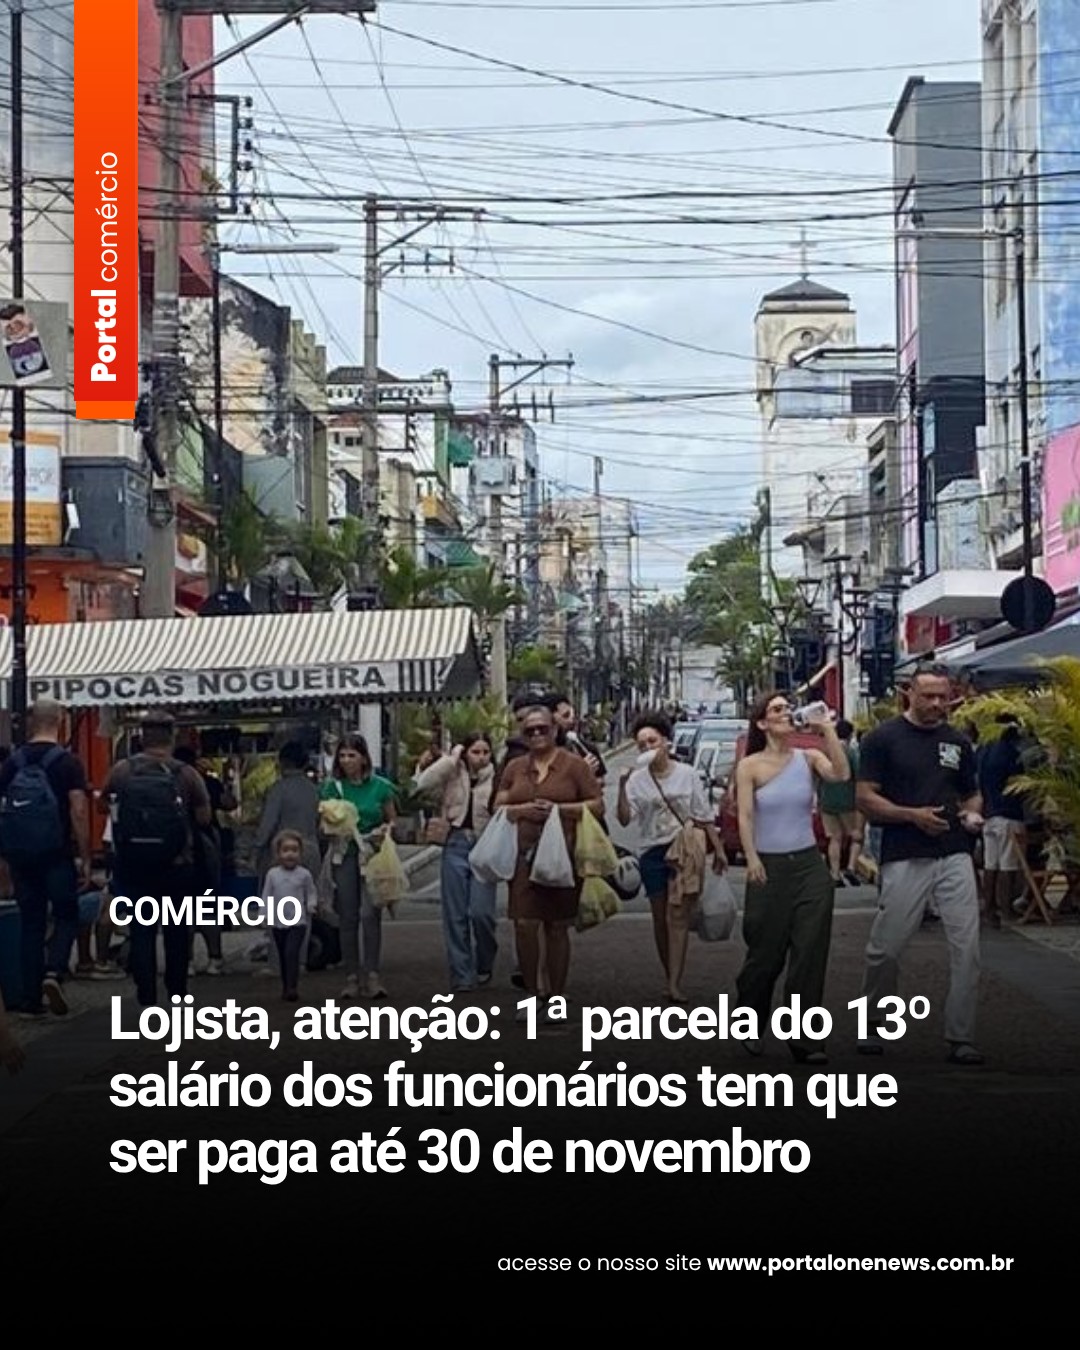 Portal comércio
PIPOCAS NOGUEIRA
COMÉRCIO
Lojista, atenção: 1ª parcela do 13º
salário dos funcionários tem que
ser paga até 30 de novembro
acesse o nosso site www.portalonenews.com.br